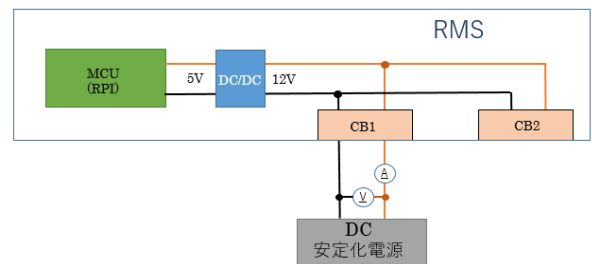 RMS
MCU
(RPI)
5V
DC/DC
12V
CB1
CB2
A
V
DC
安定化電源